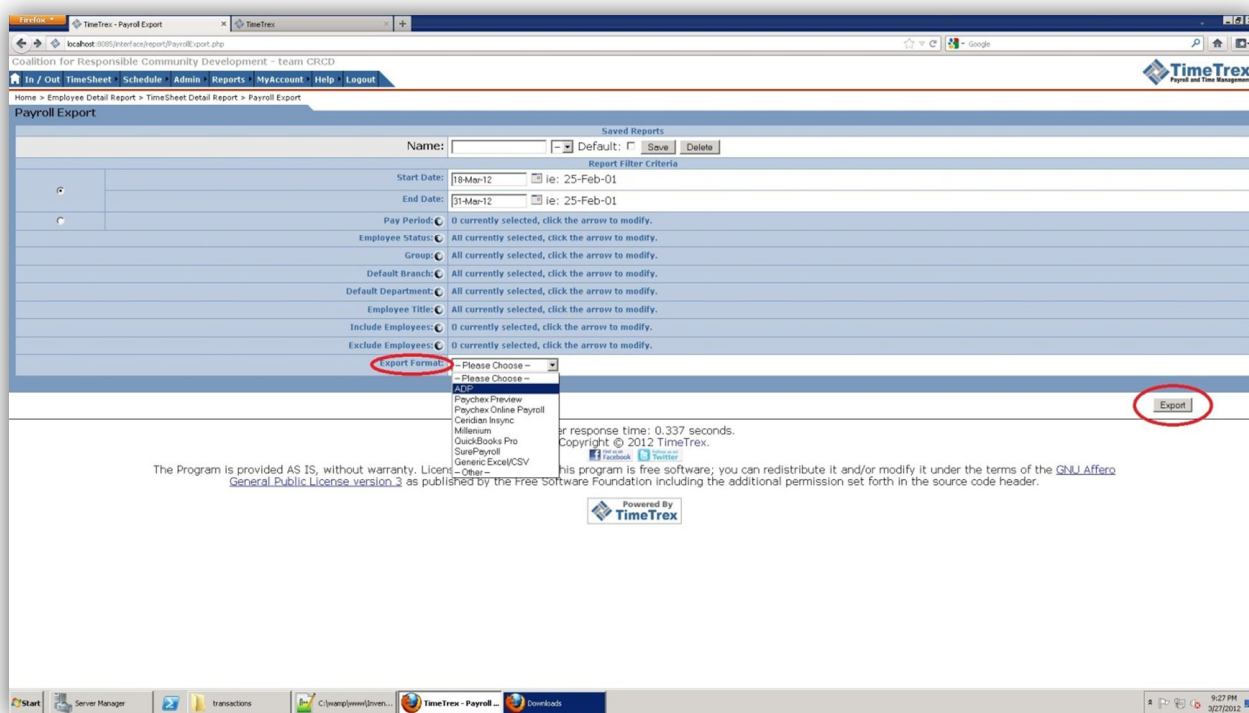 Firefox
TimeTrex - Payroll Export
TimeTrex
localhost:8085/interface/report/PayrollExport.php
Google
Coalition for Responsible Community Development - team CRCD
In / Out TimeSheet Schedule Admin Reports MyAccount Help Logout
TimeTrex
Payroll and Time Management
Home > Employee Detail Report > TimeSheet Detail Report > Payroll Export
Payroll Export
Saved Reports
Name: -- Default: Save Delete
Report Filter Criteria
Start Date: 18-Mar-12 ie: 25-Feb-01
End Date: 31-Mar-12 ie: 25-Feb-01
Pay Period: 0 currently selected, click the arrow to modify.
Employee Status: All currently selected, click the arrow to modify.
Group: All currently selected, click the arrow to modify.
Default Branch: All currently selected, click the arrow to modify.
Default Department: All currently selected, click the arrow to modify.
Employee Title: All currently selected, click the arrow to modify.
Include Employees: 0 currently selected, click the arrow to modify.
Exclude Employees: 0 currently selected, click the arrow to modify.
Export Format: -- Please Choose --
-- Please Choose --
ADP
Paychex Preview
Paychex Online Payroll
Ceridian Insync
Millenium
QuickBooks Pro
SurePayroll
Generic Excel/CSV
-- Other --
Export
er response time: 0.337 seconds.
Copyright © 2012 TimeTrex.
Find us on Facebook Follow us on Twitter
The Program is provided AS IS, without warranty. Licens his program is free software; you can redistribute it and/or modify it under the terms of the GNU Affero
General Public License version 3 as published by the Free Software Foundation including the additional permission set forth in the source code header.
Powered By
TimeTrex
Start
Server Manager
transactions
C:\wamp\www\Inven...
TimeTrex - Payroll ...
Downloads
9:27 PM
3/27/2012